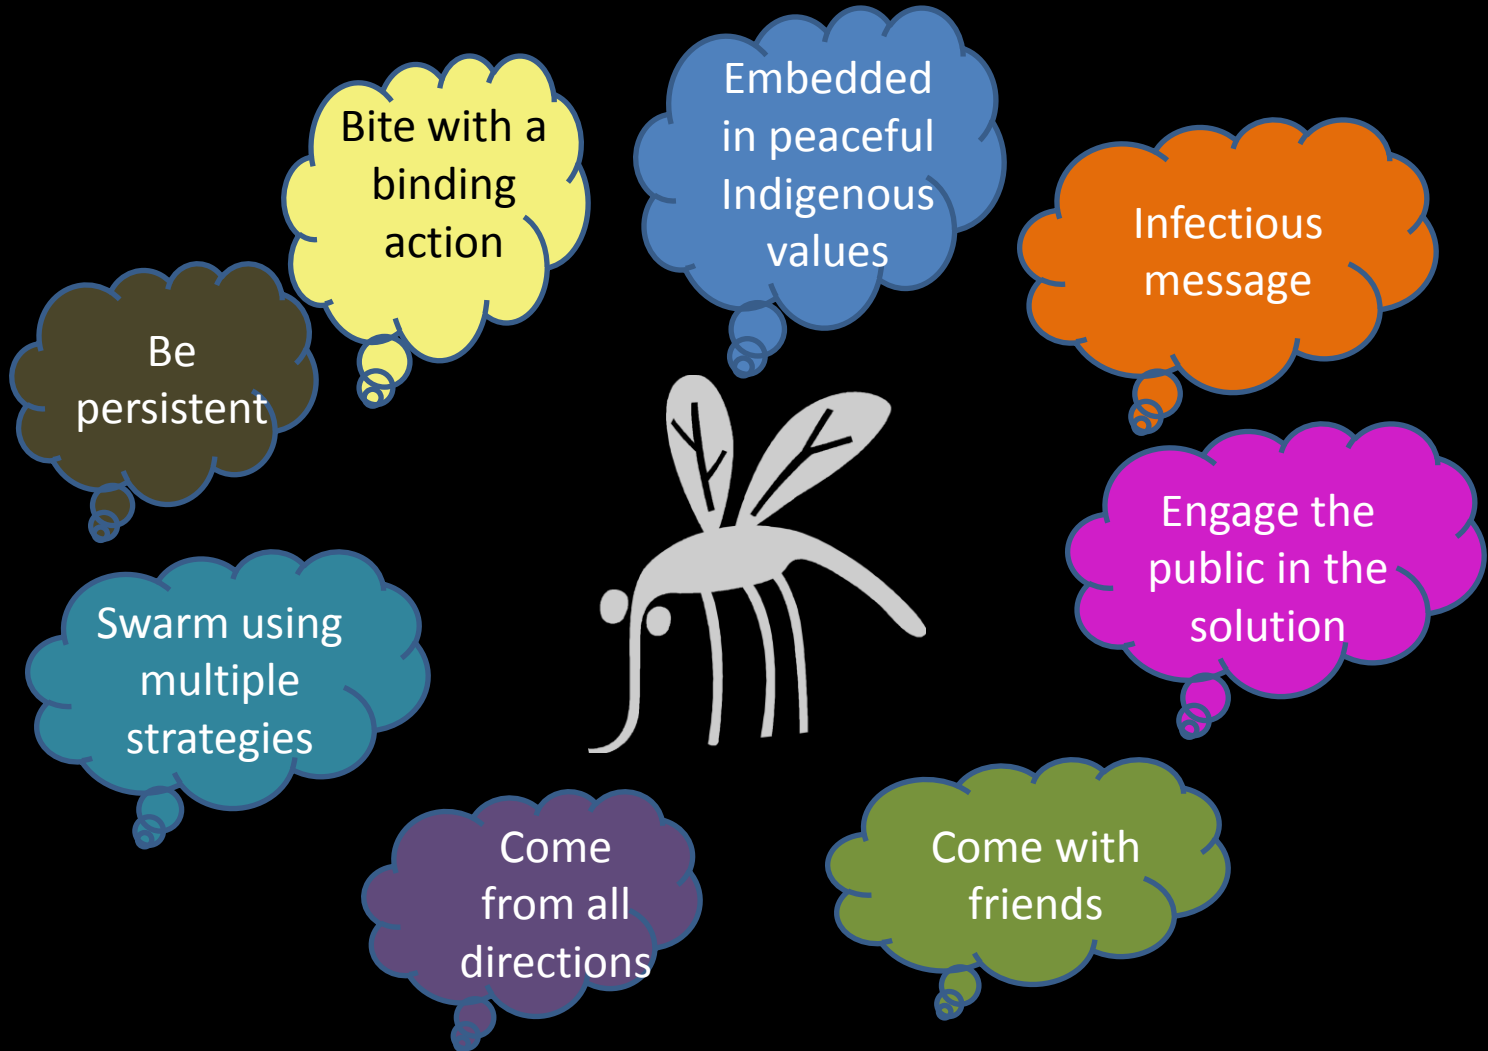 Embedded
in peaceful
Indigenous
values
Bite with a
binding
action
Infectious
message
Be
persistent
Engage the
public in the
solution
Swarm using
multiple
strategies
Come
from all
directions
Come with
friends